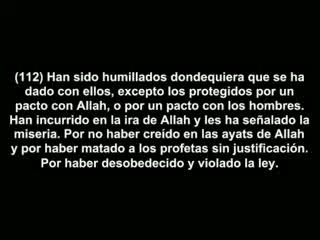 (112) Han sido humillados dondequiera que se ha
dado con ellos, excepto los protegidos por un
pacto con Allah, o por un pacto con los hombres.
Han incurrido en la ira de Allah y les ha señalado la
miseria. Por no haber creído en las ayats de Allah
y por haber matado a los profetas sin justificación.
Por haber desobedecido y violado la ley.